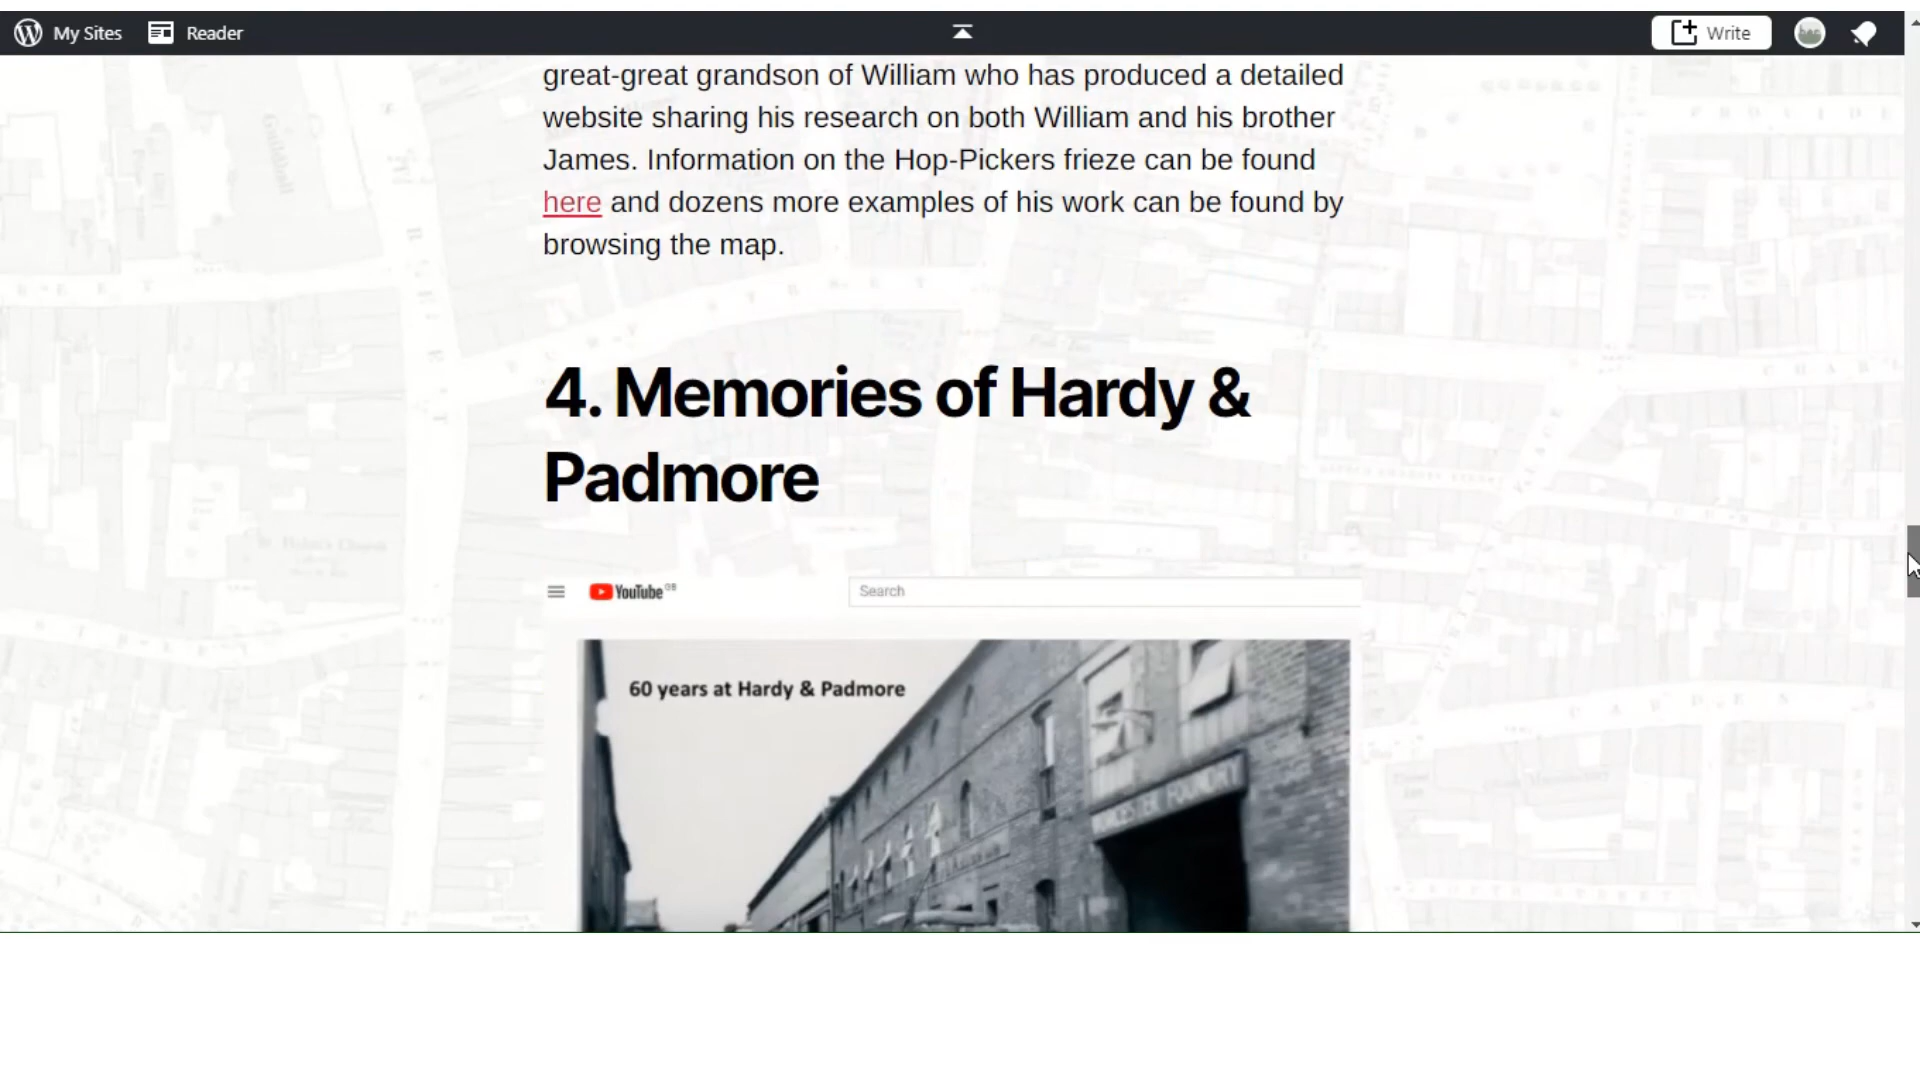 My Sites
Reader
Write
great-great grandson of William who has produced a detailed
website sharing his research on both William and his brother
James. Information on the Hop-Pickers frieze can be found
here and dozens more examples of his work can be found by
browsing the map.
4. Memories of Hardy &
Padmore
YouTube GB
Search
60 years at Hardy & Padmore